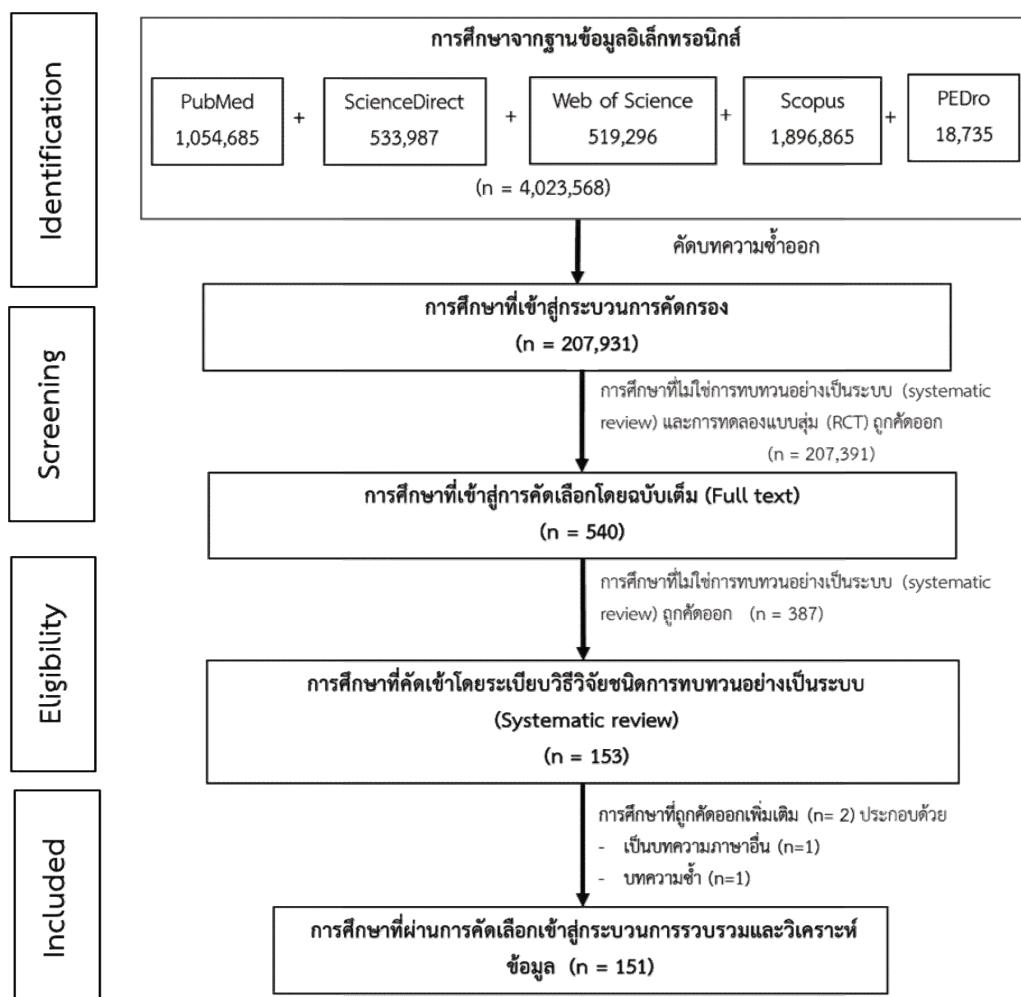 Identification
การศึกษาจากฐานข้อมูลอิเล็กทรอนิกส์
PubMed
1,054,685
+
ScienceDirect
533,987
+
Web of Science
519,296
+
Scopus
1,896,865
+
PEDro
18,735
(n = 4,023,568)
คัดบทความซ้ำออก
Screening
การศึกษาที่เข้าสู่กระบวนการคัดกรอง
(n = 207,931)
การศึกษาที่ไม่ใช่การทบทวนอย่างเป็นระบบ (systematic
review) และการทดลองแบบสุ่ม (RCT) ถูกคัดออก
(n = 207,391)
การศึกษาที่เข้าสู่การคัดเลือกโดยฉบับเต็ม (Full text)
(n = 540)
Eligibility
การศึกษาที่ไม่ใช่การทบทวนอย่างเป็นระบบ (systematic
review) ถูกคัดออก (n = 387)
การศึกษาที่คัดเข้าโดยระเบียบวิธีวิจัยชนิดการทบทวนอย่างเป็นระบบ
(Systematic review)
(n = 153)
Included
การศึกษาที่ถูกคัดออกเพิ่มเติม (n= 2) ประกอบด้วย
- เป็นบทความภาษาอื่น (n=1)
- บทความซ้ำ (n=1)
การศึกษาที่ผ่านการคัดเลือกเข้าสู่กระบวนการรวบรวมและวิเคราะห์
ข้อมูล (n = 151)